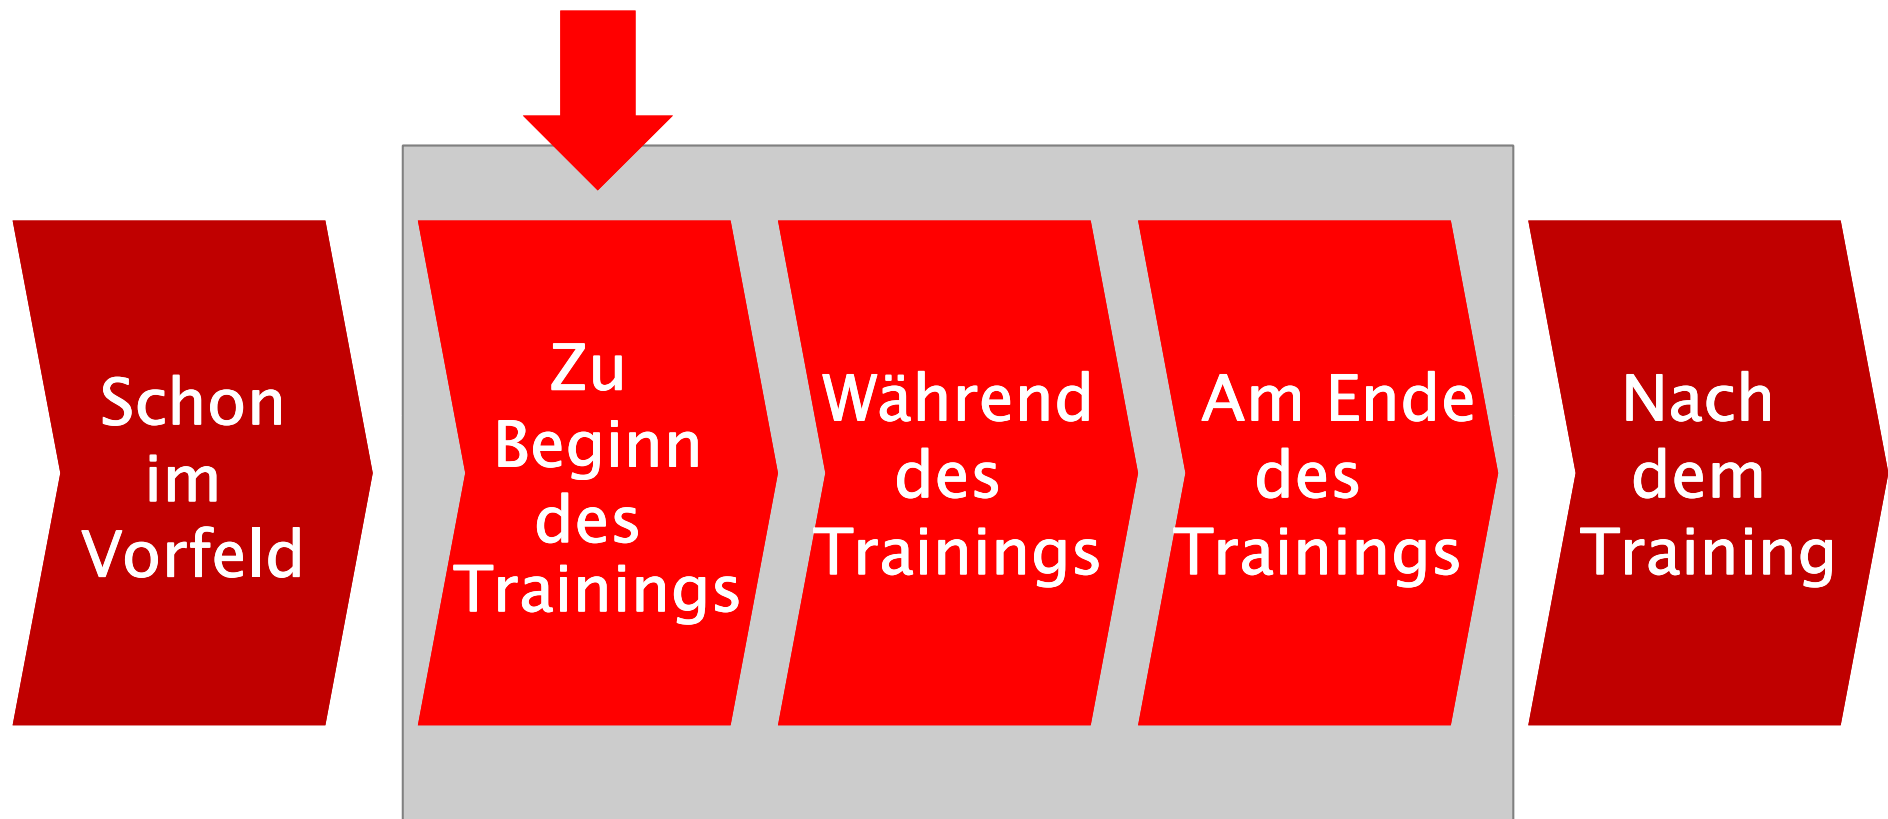 Schon
im
Vorfeld
Zu
Beginn
des
Trainings
Während
des
Trainings
Am Ende
des
Trainings
Nach
dem
Training